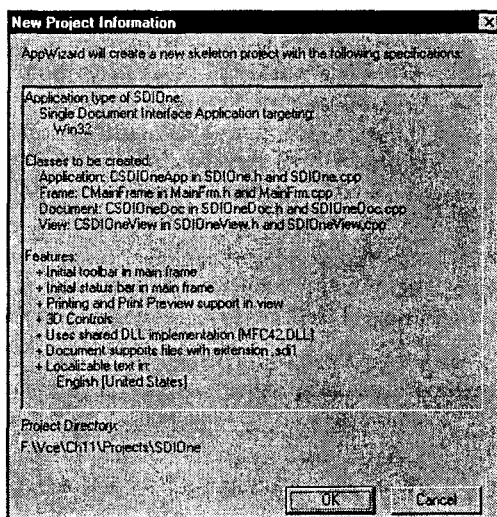 New Project Information
AppWizard will create a new skeleton project with the following specifications:
Application type of SDIOne:
Single Document Interface Application targeting:
Win32
Classes to be created:
Application: CSDIOneApp in SDIOne.h and SDIOne.cpp
Frame: CMainFrame in MainFrm.h and MainFrm.cpp
Document: CSDIOneDoc in SDIOneDoc.h and SDIOneDoc.cpp
View: CSDIOneView in SDIOneView.h and SDIOneView.cpp
Features:
+ Initial toolbar in main frame
+ Initial status bar in main frame
+ Printing and Print Preview support in view
+ 3D Controls
+ Uses shared DLL implementation (MFC42.DLL)
+ Document supports files with extension .sdi1
+ Localizable text in:
English [United States]
Project Directory:
F:\Vce\Ch11\Projects\SDIOne
OK Cancel